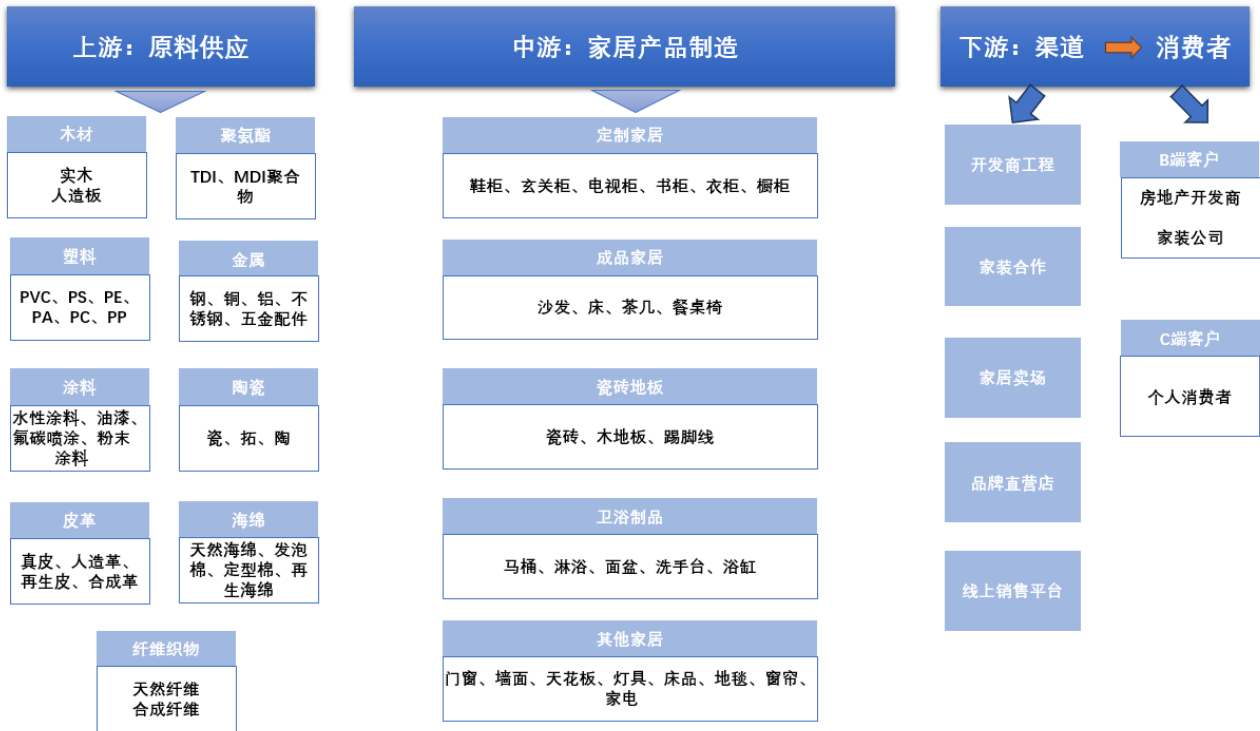 上游：原料供应
中游：家居产品制造
下游：渠道
消费者
木材
实木
人造板
聚氨酯
TDI、MDI聚合
物
塑料
PVC、PS、PE、
PA、PC、PP
金属
钢、铜、铝、不
锈钢、五金配件
涂料
水性涂料、油漆、
氟碳喷涂、粉末
涂料
陶瓷
瓷、拓、陶
皮革
真皮、人造革、
再生皮、合成革
海绵
天然海绵、发泡
棉、定型棉、再
生海绵
纤维织物
天然纤维
合成纤维
定制家居
鞋柜、玄关柜、电视柜、书柜、衣柜、橱柜
成品家居
沙发、床、茶几、餐桌椅
瓷砖地板
瓷砖、木地板、踢脚线
卫浴制品
马桶、淋浴、面盆、洗手台、浴缸
其他家居
门窗、墙面、天花板、灯具、床品、地毯、窗帘、
家电
开发商工程
家装合作
家居卖场
品牌直营店
线上销售平台
B端客户
房地产开发商
家装公司
C端客户
个人消费者